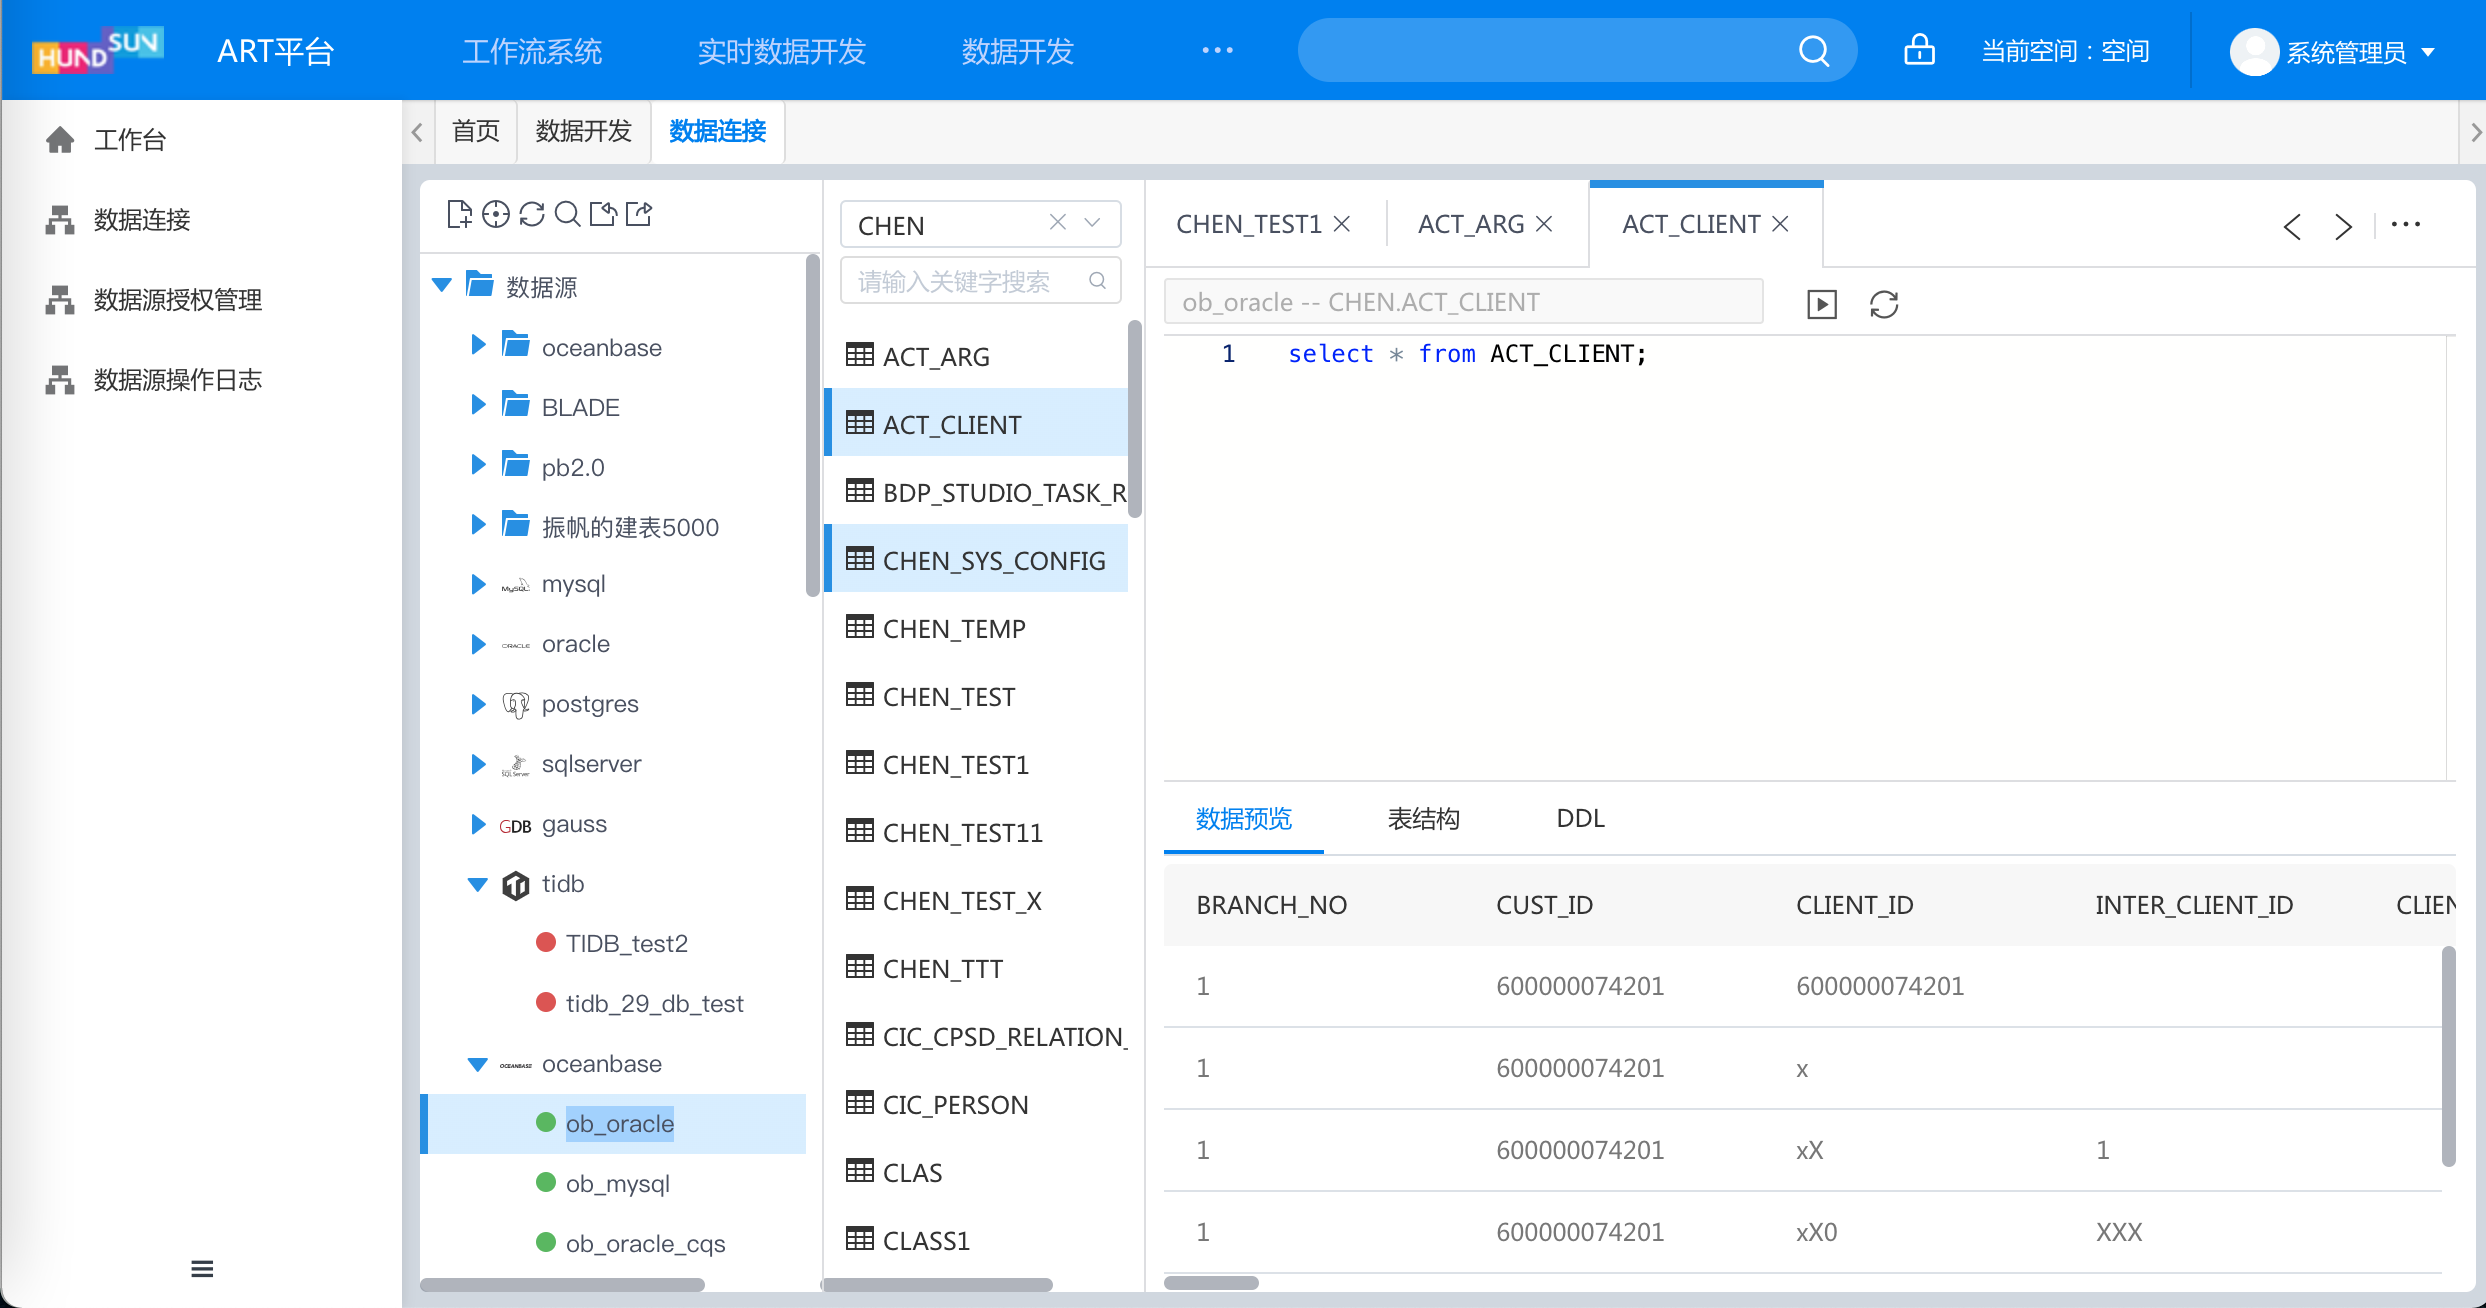 HUNDSUN
ART平台
工作流系统
实时数据开发
数据开发
···
当前空间：空间
系统管理员
工作台
数据连接
数据源授权管理
数据源操作日志
首页
数据开发
数据连接
数据源
oceanbase
BLADE
pb2.0
振帆的建表5000
MySQL mysql
ORACLE oracle
postgres
SQL Server sqlserver
GDB gauss
tidb
TIDB_test2
tidb_29_db_test
OCEANBASE oceanbase
ob_oracle
ob_mysql
ob_oracle_cqs
CHEN
请输入关键字搜索
ACT_ARG
ACT_CLIENT
BDP_STUDIO_TASK_R
CHEN_SYS_CONFIG
CHEN_TEMP
CHEN_TEST
CHEN_TEST1
CHEN_TEST11
CHEN_TEST_X
CHEN_TTT
CIC_CPSD_RELATION_
CIC_PERSON
CLAS
CLASS1
CHEN_TEST1
ACT_ARG
ACT_CLIENT
···
ob_oracle -- CHEN.ACT_CLIENT
1 select * from ACT_CLIENT;
数据预览 表结构 DDL
BRANCH_NO CUST_ID CLIENT_ID INTER_CLIENT_ID CLIEN
1 600000074201 600000074201
1 600000074201 x
1 600000074201 xX 1
1 600000074201 xX0 XXX